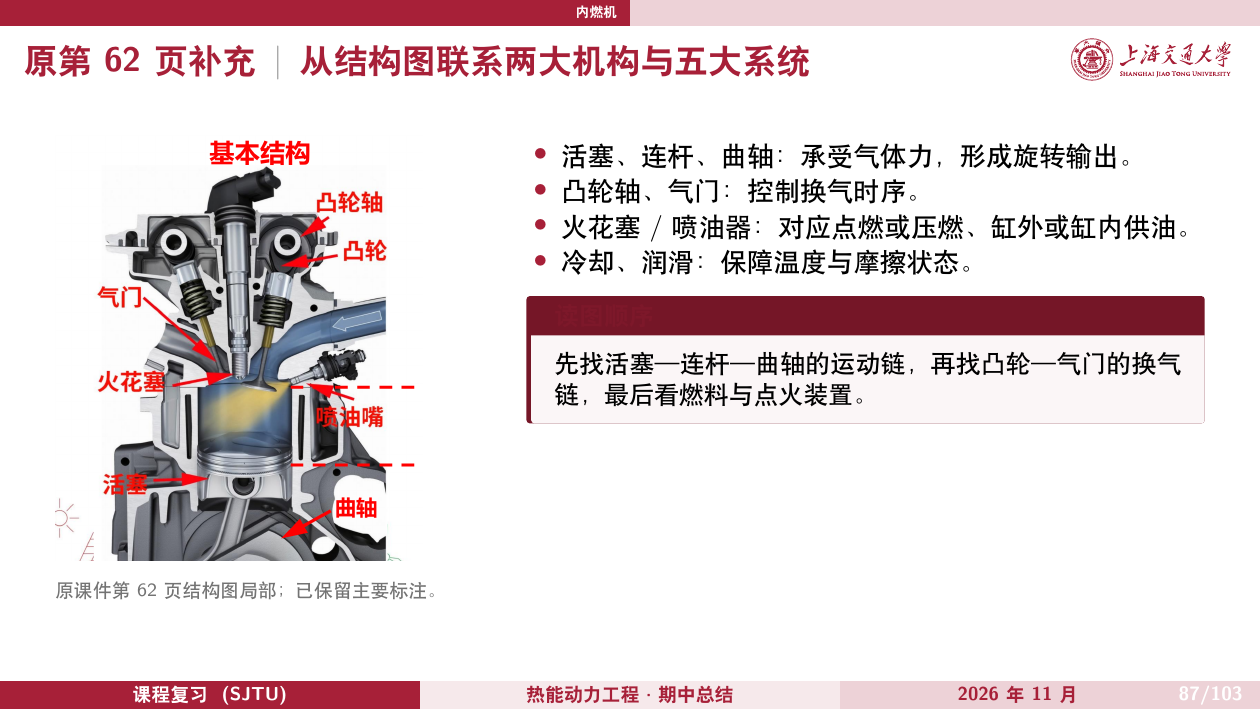 内燃机
原第 62 页补充 | 从结构图联系两大机构与五大系统
上海交通大学
SHANGHAI JIAO TONG UNIVERSITY
基本结构
凸轮轴
凸轮
气门
火花塞
喷油嘴
活塞
曲轴
原课件第 62 页结构图局部；已保留主要标注。
• 活塞、连杆、曲轴：承受气体力，形成旋转输出。
• 凸轮轴、气门：控制换气时序。
• 火花塞 / 喷油器：对应点燃或压燃、缸外或缸内供油。
• 冷却、润滑：保障温度与摩擦状态。
读图顺序
先找活塞—连杆—曲轴的运动链，再找凸轮—气门的换气
链，最后看燃料与点火装置。
课程复习 (SJTU)
热能动力工程 · 期中总结
2026 年 11 月
87/103